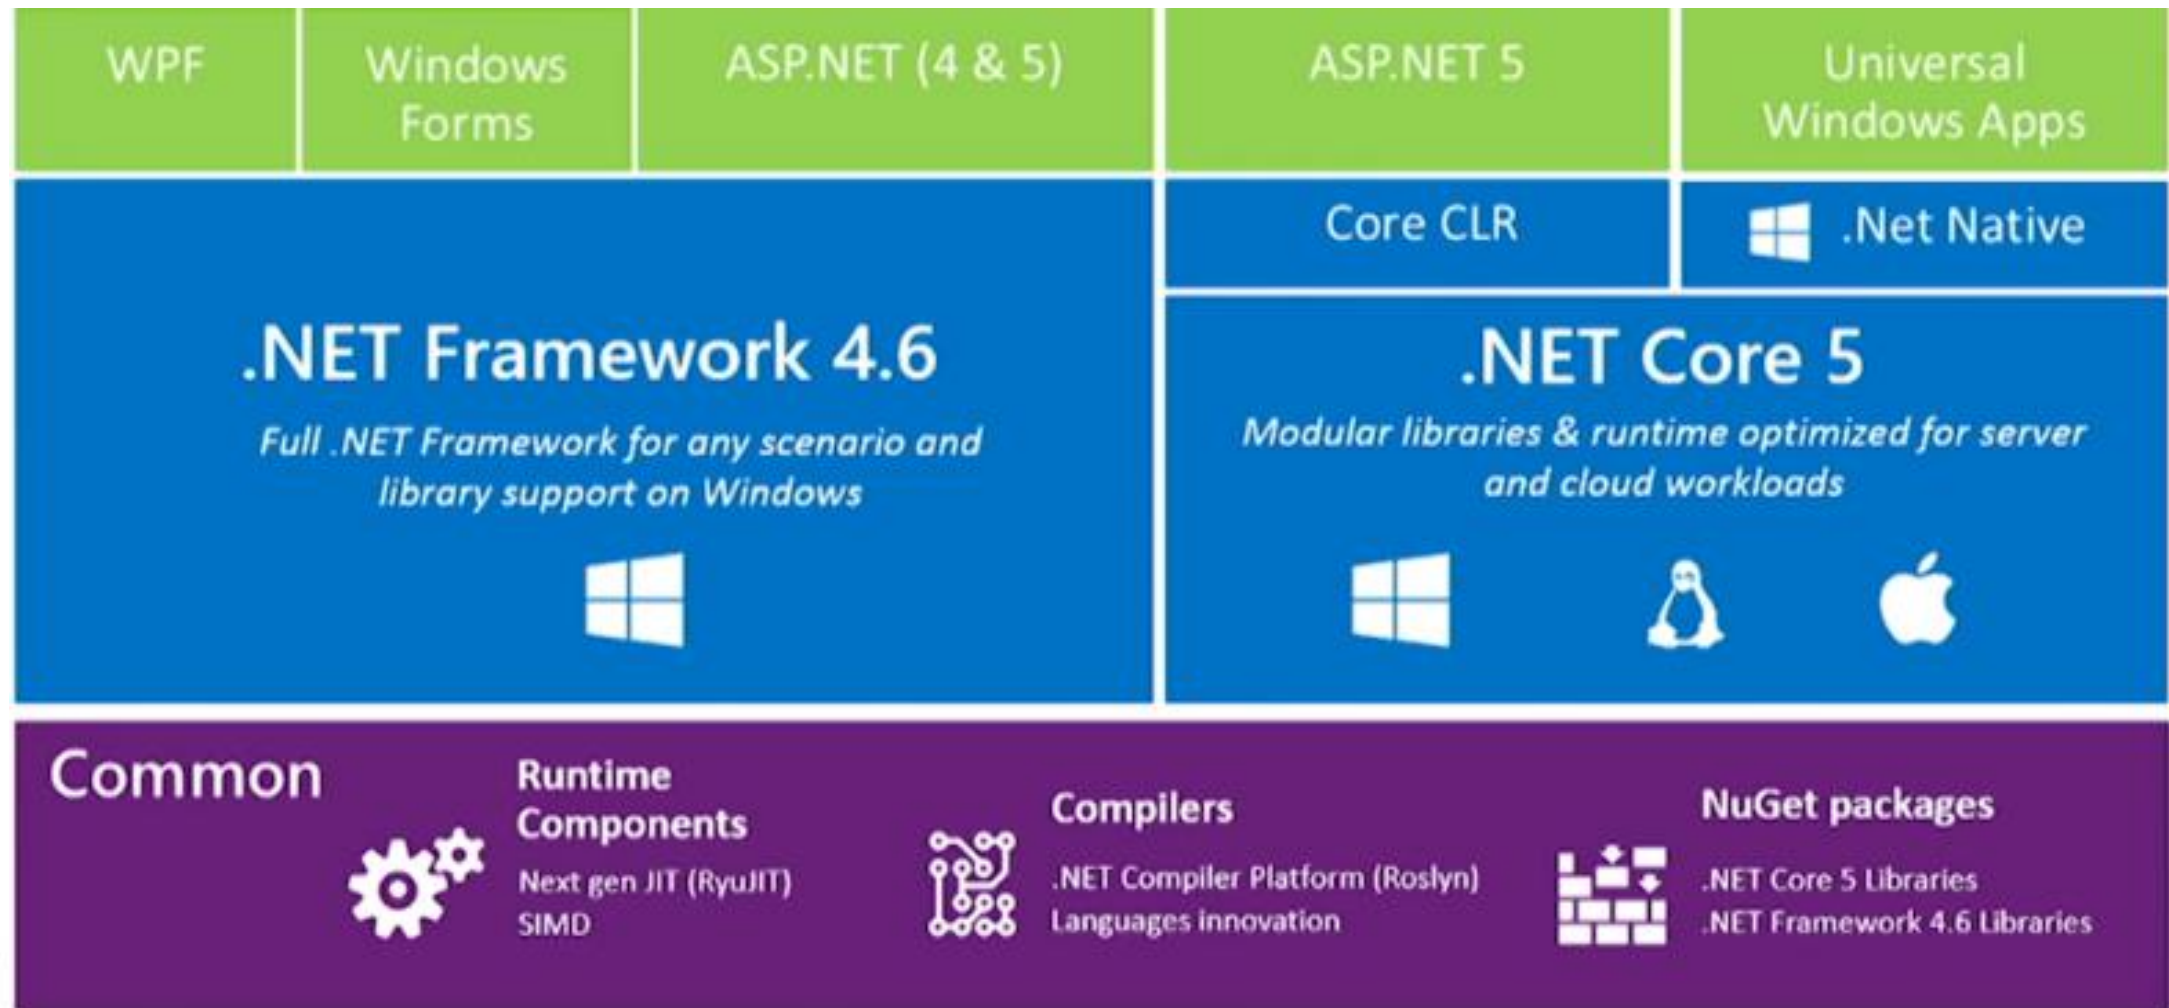 WPF
Windows
Forms
ASP.NET (4 & 5)
ASP.NET 5
Universal
Windows Apps
.NET Framework 4.6
Full .NET Framework for any scenario and
library support on Windows
Core CLR
.Net Native
.NET Core 5
Modular libraries & runtime optimized for server
and cloud workloads
Common
Runtime
Components
Next gen JIT (RyuJIT)
SIMD
Compilers
.NET Compiler Platform (Roslyn)
Languages innovation
NuGet packages
.NET Core 5 Libraries
.NET Framework 4.6 Libraries